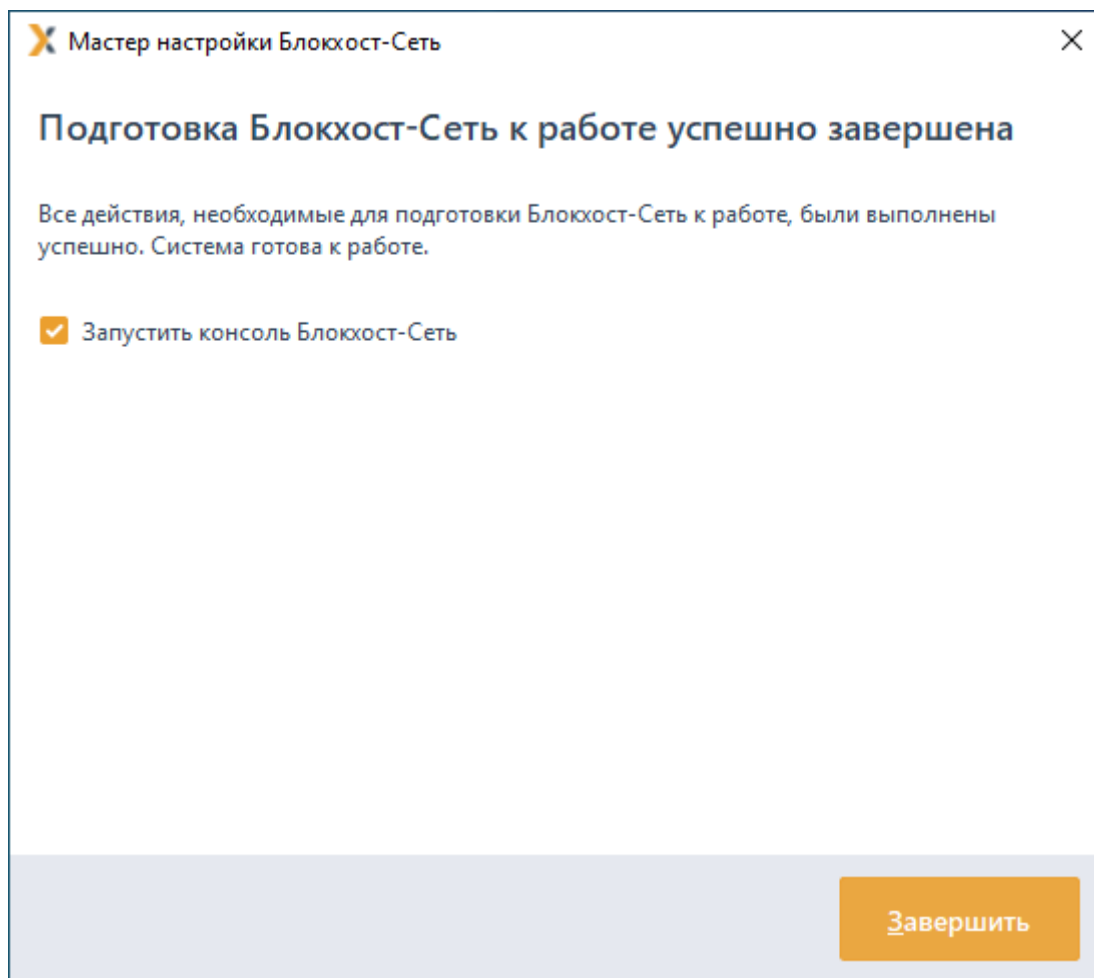 Мастер настройки Блокхост-Сеть
Подготовка Блокхост-Сеть к работе успешно завершена
Все действия, необходимые для подготовки Блокхост-Сеть к работе, были выполнены
успешно. Система готова к работе.
Запустить консоль Блокхост-Сеть
Завершить